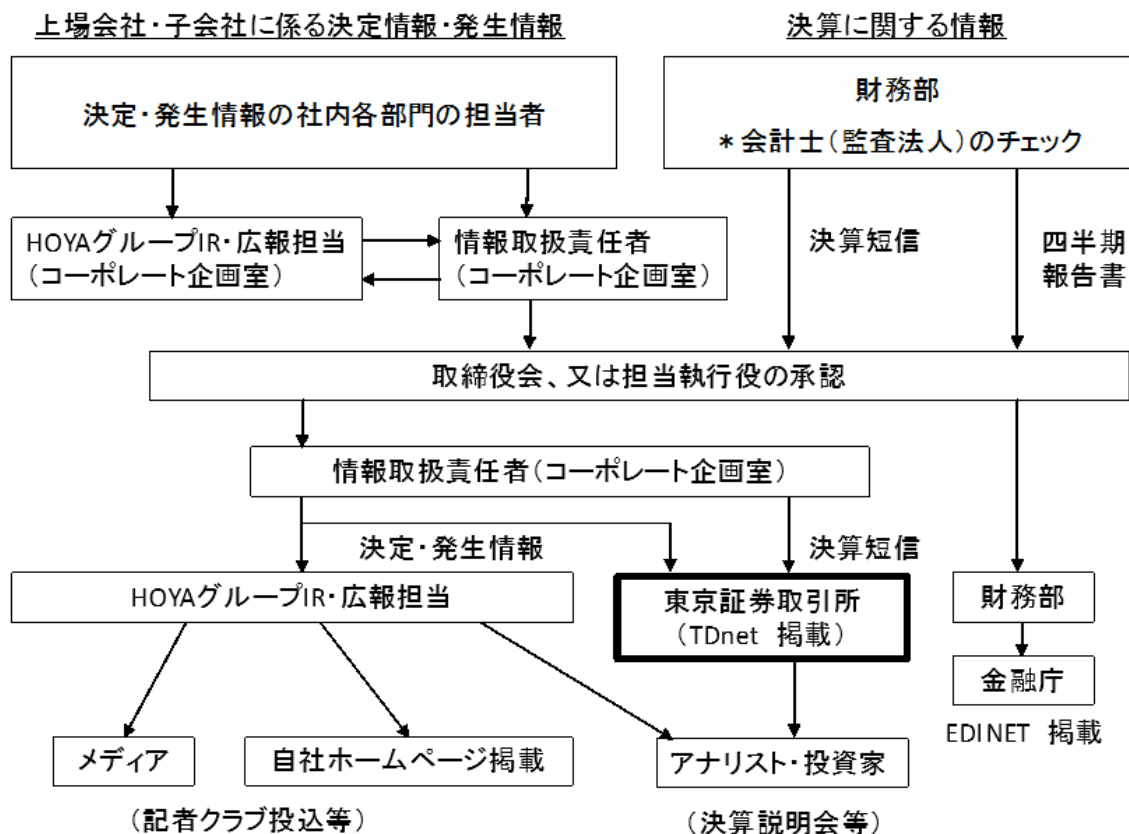 上場会社・子会社に係る決定情報・発生情報
決算に関する情報
決定・発生情報の社内各部門の担当者
財務部
*会計士(監査法人)のチェック
HOYAグループIR・広報担当
(コーポレート企画室)
情報取扱責任者
(コーポレート企画室)
決算短信
四半期
報告書
取締役会、又は担当執行役の承認
情報取扱責任者(コーポレート企画室)
決定・発生情報
決算短信
HOYAグループIR・広報担当
東京証券取引所
(TDnet 掲載)
財務部
金融庁
EDINET 掲載
メディア
自社ホームページ掲載
アナリスト・投資家
(記者クラブ投込等)
(決算説明会等)